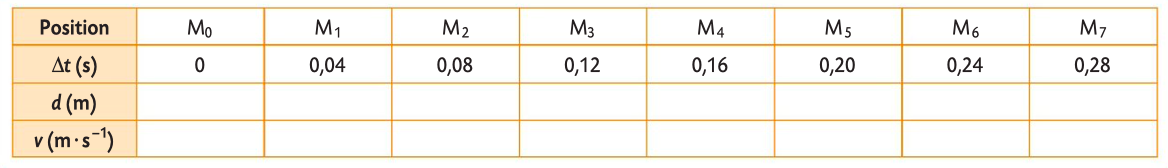 Position M₀ M₁ M₂ M₃ M₄ M₅ M₆ M₇
Δt (s) 0 0,04 0,08 0,12 0,16 0,20 0,24 0,28
d (m)
v (m·s⁻¹)